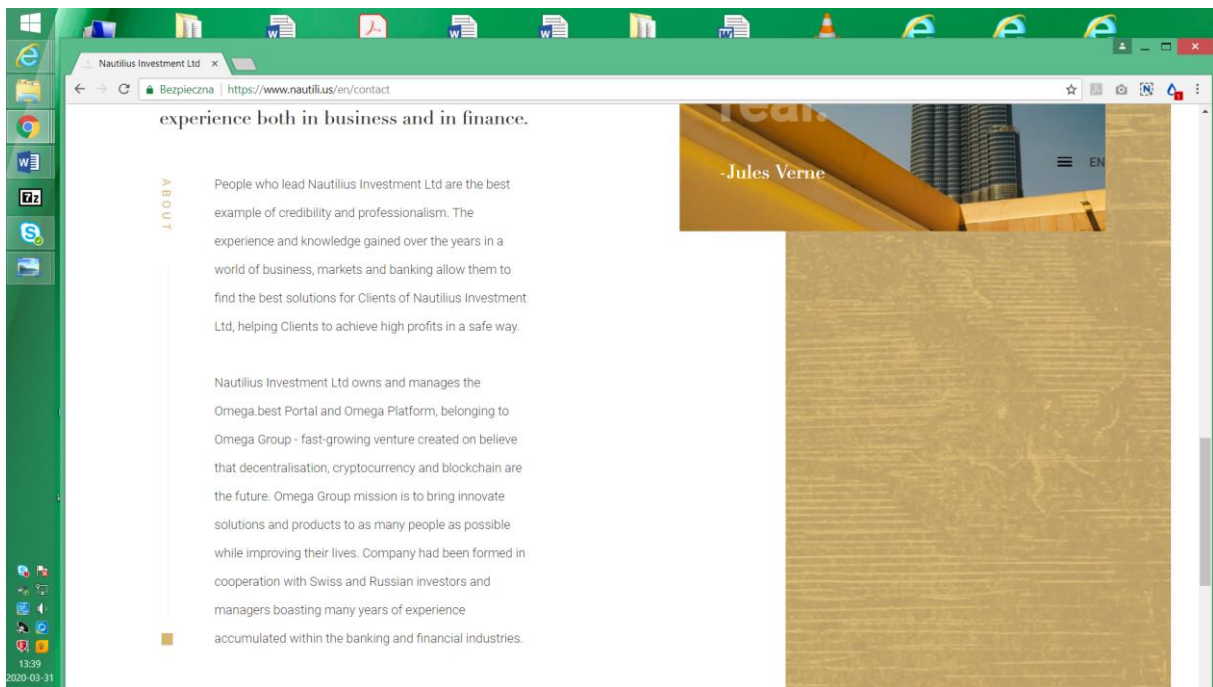 Nautilius Investment Ltd
Bezpieczna
https://www.nautili.us/en/contact
experience both in business and in finance.
real.
-Jules Verne
EN
ABOUT
People who lead Nautilius Investment Ltd are the best
example of credibility and professionalism. The
experience and knowledge gained over the years in a
world of business, markets and banking allow them to
find the best solutions for Clients of Nautilius Investment
Ltd, helping Clients to achieve high profits in a safe way.
Nautilius Investment Ltd owns and manages the
Omega.best Portal and Omega Platform, belonging to
Omega Group - fast-growing venture created on believe
that decentralisation, cryptocurrency and blockchain are
the future. Omega Group mission is to bring innovate
solutions and products to as many people as possible
while improving their lives. Company had been formed in
cooperation with Swiss and Russian investors and
managers boasting many years of experience
accumulated within the banking and financial industries.
13:39
2020-03-31